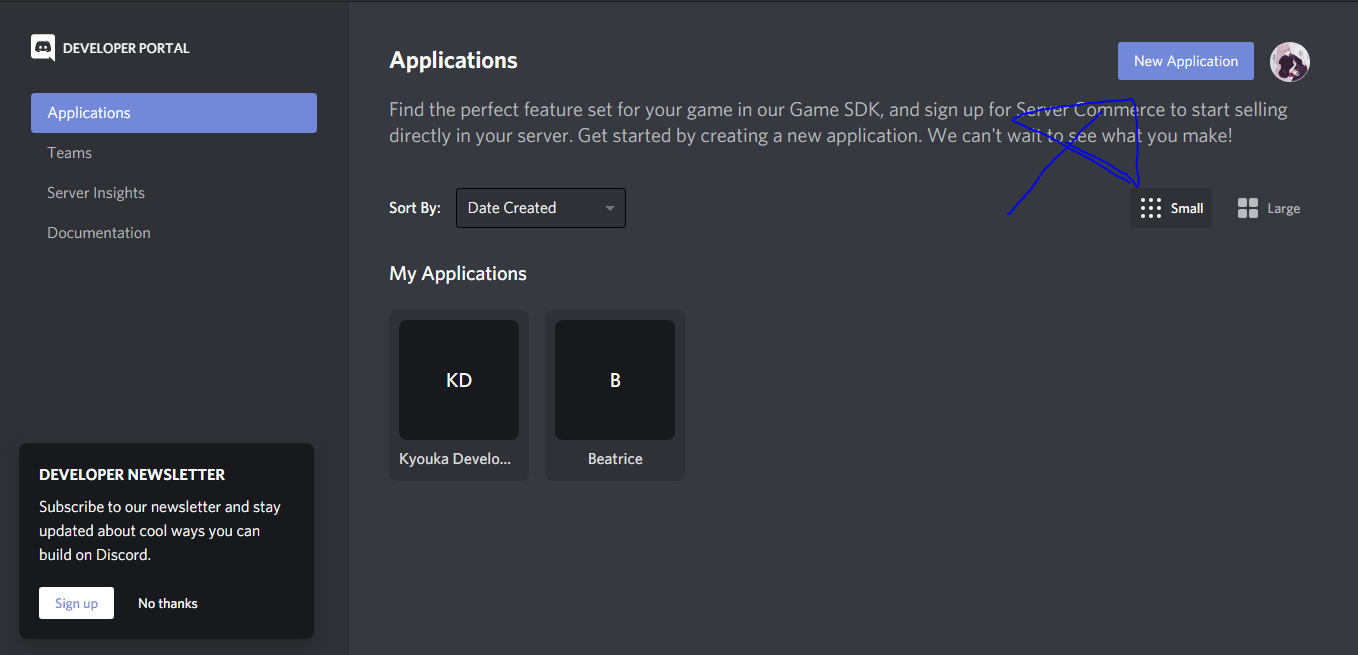 DEVELOPER PORTAL
Applications
Teams
Server Insights
Documentation
DEVELOPER NEWSLETTER
Subscribe to our newsletter and stay
updated about cool ways you can
build on Discord.
Sign up No thanks
Applications
New Application
Find the perfect feature set for your game in our Game SDK, and sign up for Server Commerce to start selling
directly in your server. Get started by creating a new application. We can't wait to see what you make!
Sort By: Date Created Small Large
My Applications
KD B
Kyouka Develo... Beatrice